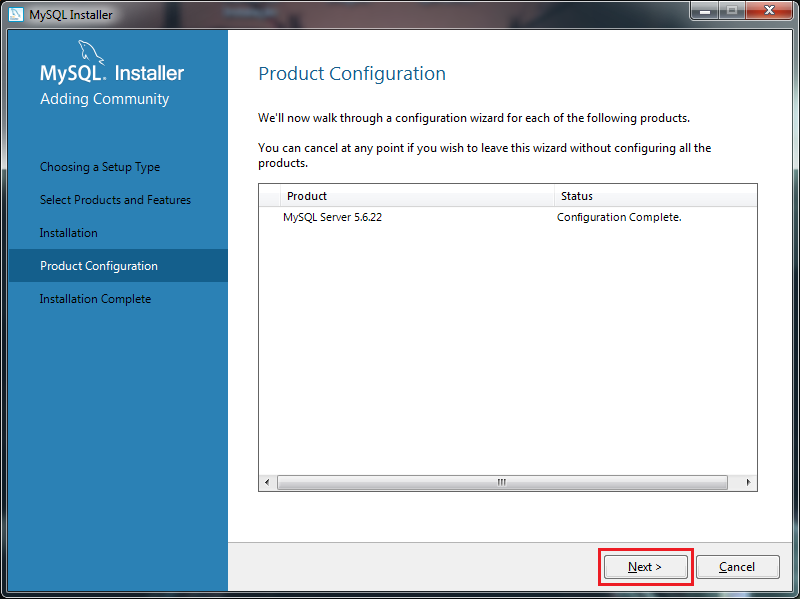 MySQL Installer
MySQL. Installer
Adding Community
Choosing a Setup Type
Select Products and Features
Installation
Product Configuration
Installation Complete
Product Configuration
We'll now walk through a configuration wizard for each of the following products.
You can cancel at any point if you wish to leave this wizard without configuring all the
products.
Product Status
MySQL Server 5.6.22 Configuration Complete.
Next > Cancel